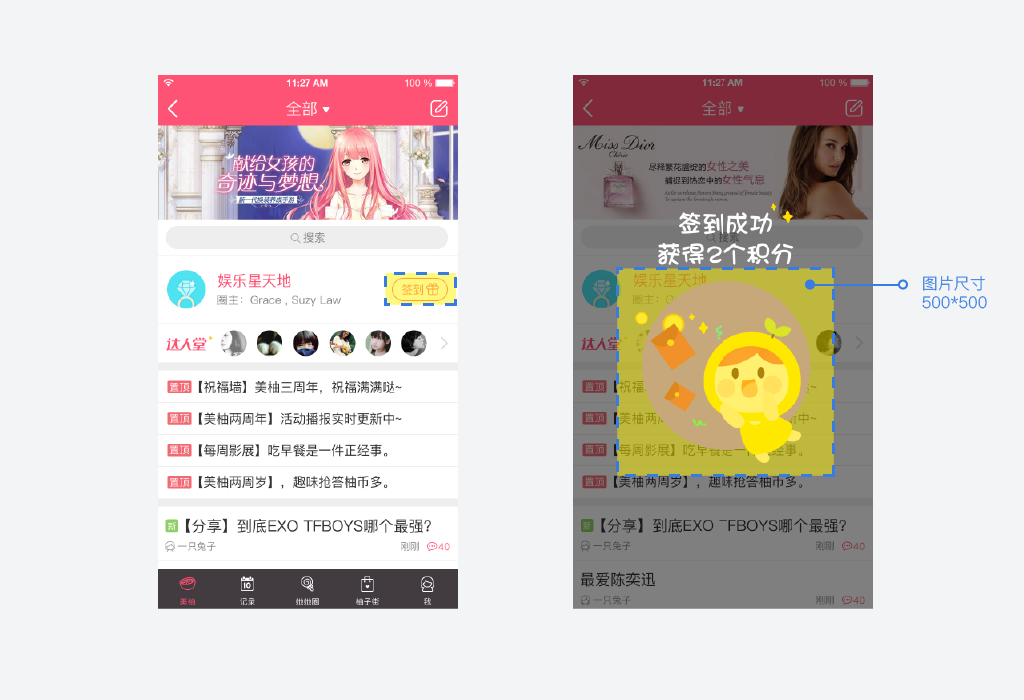 11:27 AM
100 %
全部
献给女孩的
奇迹与梦想
新一代换装养成手游
搜索
娱乐星天地
圈主：Grace , Suzy Law
签到
达人堂
置顶【祝福墙】美柚三周年，祝福满满哒~
置顶【美柚两周年】活动播报实时更新中~
置顶【每周影展】吃早餐是一件正经事。
置顶【美柚两周岁】，趣味抢答柚币多。
新【分享】到底EXO TFBOYS哪个最强?
一只兔子
刚刚
40
美柚
记录
她她圈
柚子街
我
11:27 AM
100 %
全部
Miss Dior
Chérie
尽释繁花盛绽的女性之美
捕捉到热恋中的女性气息
签到成功
搜索
获得2个积分
娱乐星天地
圈主：Grace
达人堂
图片尺寸
500*500
置顶【祝福
置顶【美柚
中~
置顶【每周影展】吃早餐是一件正经事。
置顶【美柚两周岁】，趣味抢答柚币多。
新【分享】到底EXO TFBOYS哪个最强?
一只兔子
刚刚
40
最爱陈奕迅
一只兔子
刚刚
40